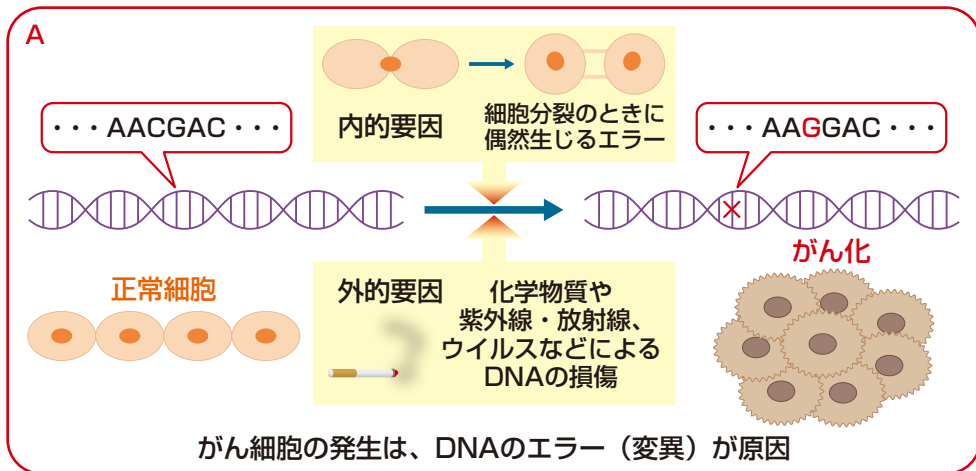 A
・・・AACGAC・・・
内的要因
細胞分裂のときに
偶然生じるエラー
・・・AAGGAC・・・
正常細胞
外的要因
化学物質や
紫外線・放射線、
ウイルスなどによる
DNAの損傷
がん化
がん細胞の発生は、DNAのエラー（変異）が原因